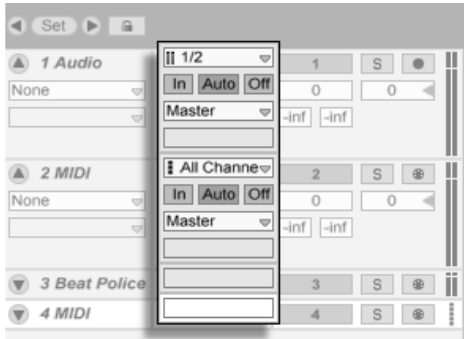 Set
1 Audio 1/2 1 S
None In Auto Off 0 0
Master -inf -inf
2 MIDI All Channe 2 S
None In Auto Off 0 0
Master -inf -inf
3 Beat Police 3 S
4 MIDI 4 S